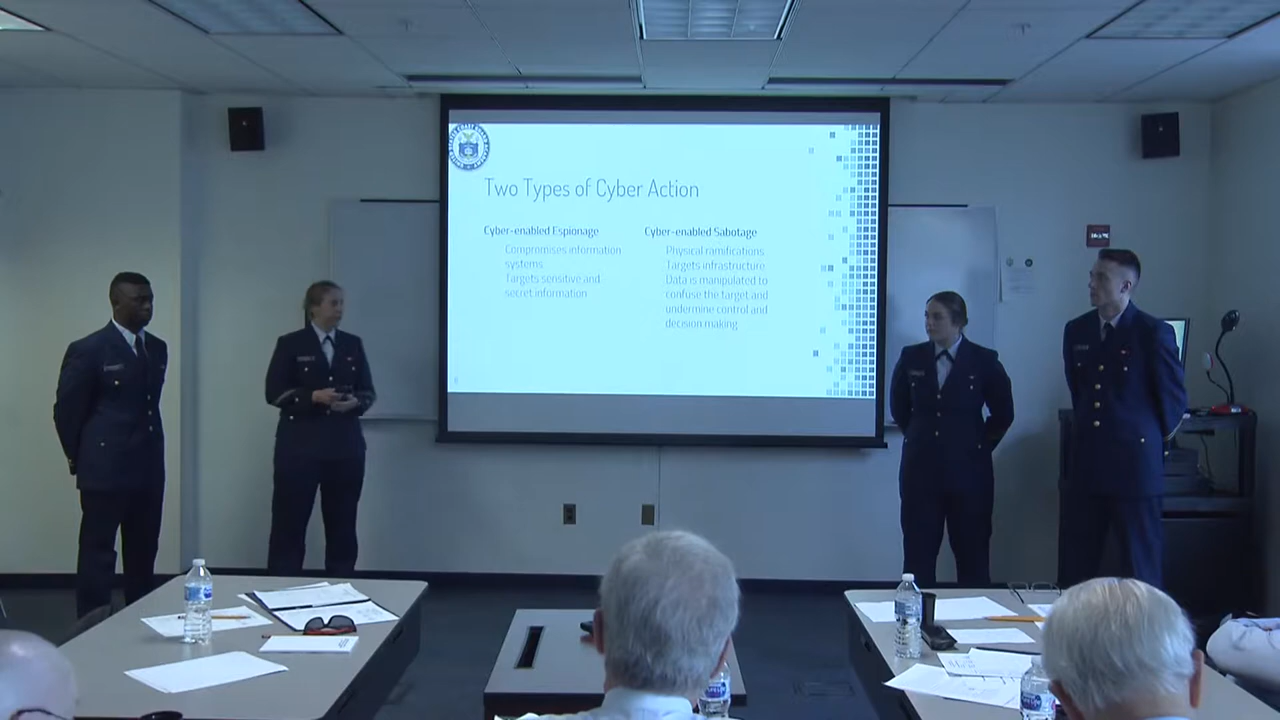 Two Types of Cyber Action
Cyber-enabled Espionage
Compromises information
systems
Targets sensitive and
secret information
Cyber-enabled Sabotage
Physical ramifications
Targets infrastructure
Data is manipulated to
confuse the target and
undermine control and
decision making